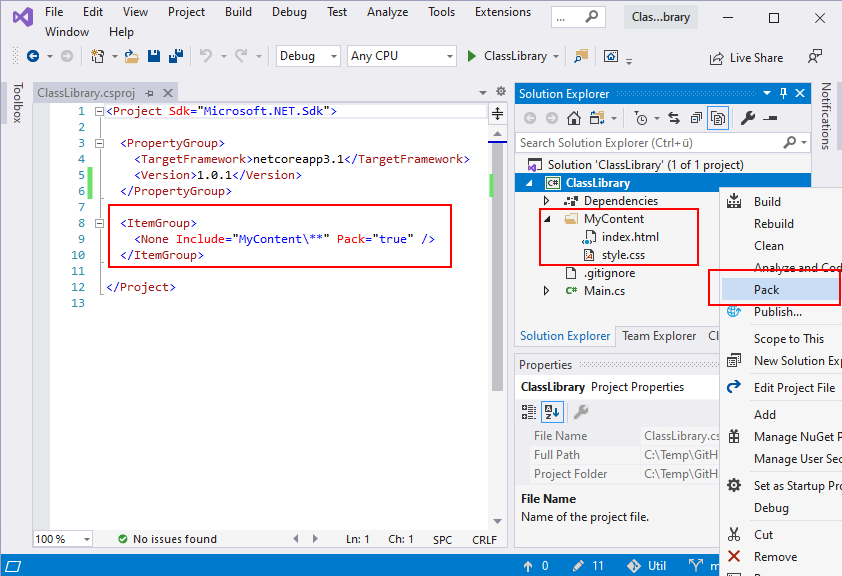 File Edit View Project Build Debug Test Analyze Tools Extensions ... Clas...brary
Window Help
Debug Any CPU ClassLibrary Live Share
Toolbox
ClassLibrary.csproj
1 <Project Sdk="Microsoft.NET.Sdk">
2
3 <PropertyGroup>
4 <TargetFramework>netcoreapp3.1</TargetFramework>
5 <Version>1.0.1</Version>
6 </PropertyGroup>
7
8 <ItemGroup>
9 <None Include="MyContent\**" Pack="true" />
10 </ItemGroup>
11
12 </Project>
13
100 % No issues found Ln: 1 Ch: 1 SPC CRLF
Solution Explorer
Search Solution Explorer (Ctrl+ü)
Solution 'ClassLibrary' (1 of 1 project)
C# ClassLibrary
Dependencies
MyContent
index.html
style.css
.gitignore
C# Main.cs
Solution Explorer Team Explorer Cl
Properties
ClassLibrary Project Properties
File Name ClassLibrary.cs
Full Path C:\Temp\GitH
Project Folder C:\Temp\GitH
File Name
Name of the project file.
Notifications
Build
Rebuild
Clean
Analyze and Cod
Pack
Publish...
Scope to This
New Solution Exp
Edit Project File
Add
Manage NuGet P
Manage User Sec
Set as Startup Pro
Debug
Cut
Remove
0 11 Util m